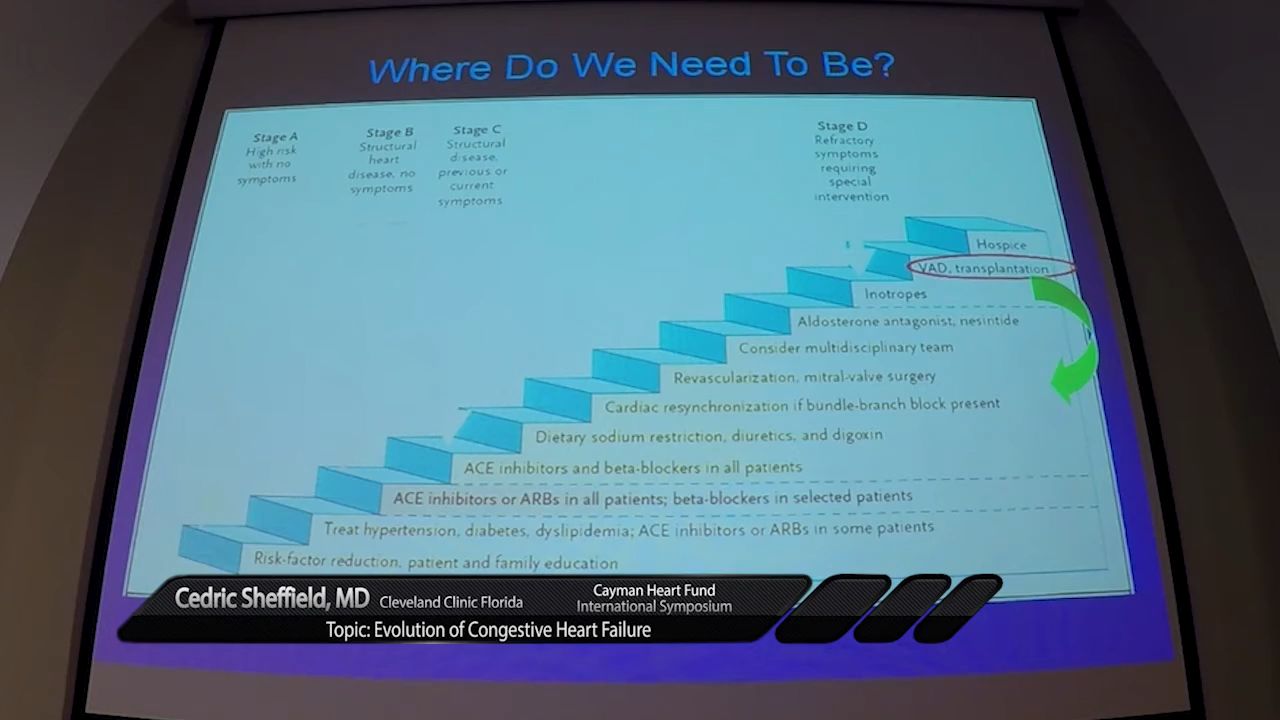 Where Do We Need To Be?
Stage A
High risk
with no
symptoms
Stage B
Structural
heart
disease, no
symptoms
Stage C
Structural
disease,
previous or
current
symptoms
Stage D
Refractory
symptoms
requiring
special
intervention
Hospice
VAD, transplantation
Inotropes
Aldosterone antagonist, nesiritide
Consider multidisciplinary team
Revascularization, mitral-valve surgery
Cardiac resynchronization if bundle-branch block present
Dietary sodium restriction, diuretics, and digoxin
ACE inhibitors and beta-blockers in all patients
ACE inhibitors or ARBs in all patients; beta-blockers in selected patients
Treat hypertension, diabetes, dyslipidemia; ACE inhibitors or ARBs in some patients
Risk-factor reduction, patient and family education
Cedric Sheffield, MD Cleveland Clinic Florida
Cayman Heart Fund
International Symposium
Topic: Evolution of Congestive Heart Failure